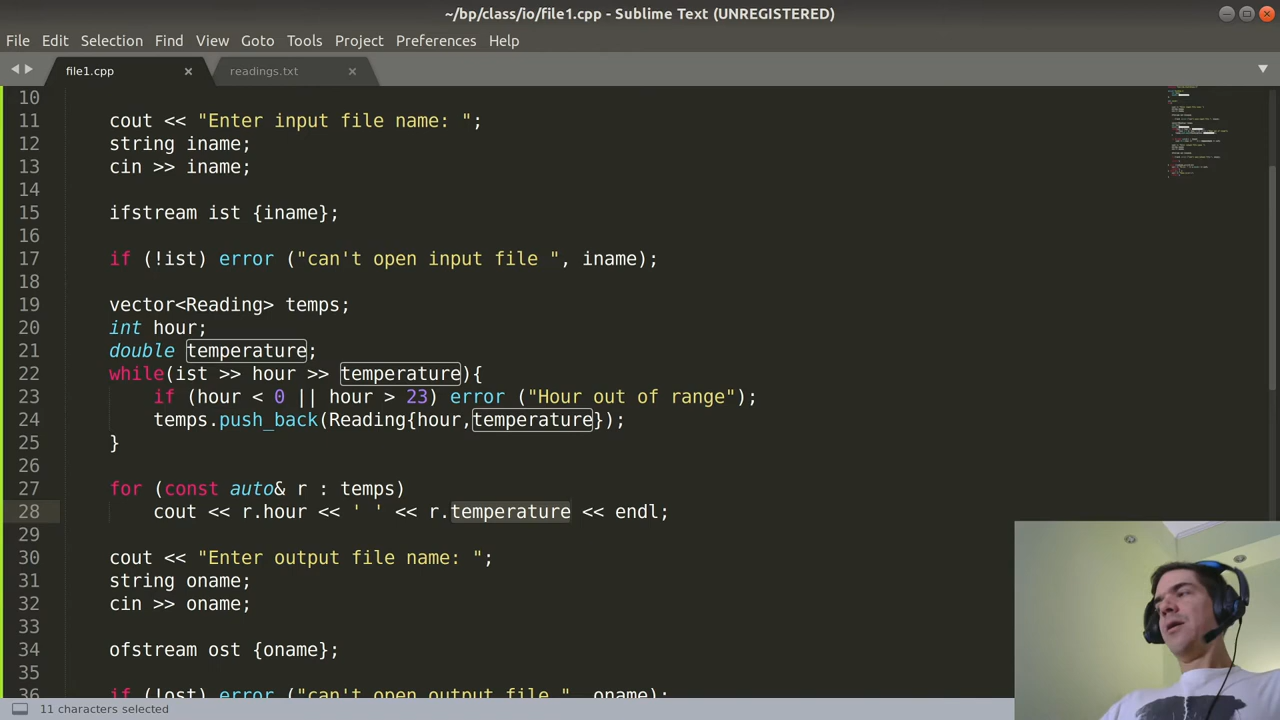 ~/bp/class/io/file1.cpp - Sublime Text (UNREGISTERED)
File Edit Selection Find View Goto Tools Project Preferences Help
file1.cpp × readings.txt ×
10
11 cout << "Enter input file name: ";
12 string iname;
13 cin >> iname;
14
15 ifstream ist {iname};
16
17 if (!ist) error ("can't open input file ", iname);
18
19 vector<Reading> temps;
20 int hour;
21 double temperature;
22 while(ist >> hour >> temperature){
23 if (hour < 0 || hour > 23) error ("Hour out of range");
24 temps.push_back(Reading{hour,temperature});
25 }
26
27 for (const auto& r : temps)
28 cout << r.hour << ' ' << r.temperature << endl;
29
30 cout << "Enter output file name: ";
31 string oname;
32 cin >> oname;
33
34 ofstream ost {oname};
35
36 if (!ost) error ("can't open output file ", oname);
11 characters selected